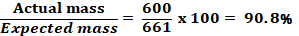 Actual mass / Expected mass = 600 / 661 x 100 = 90.8%